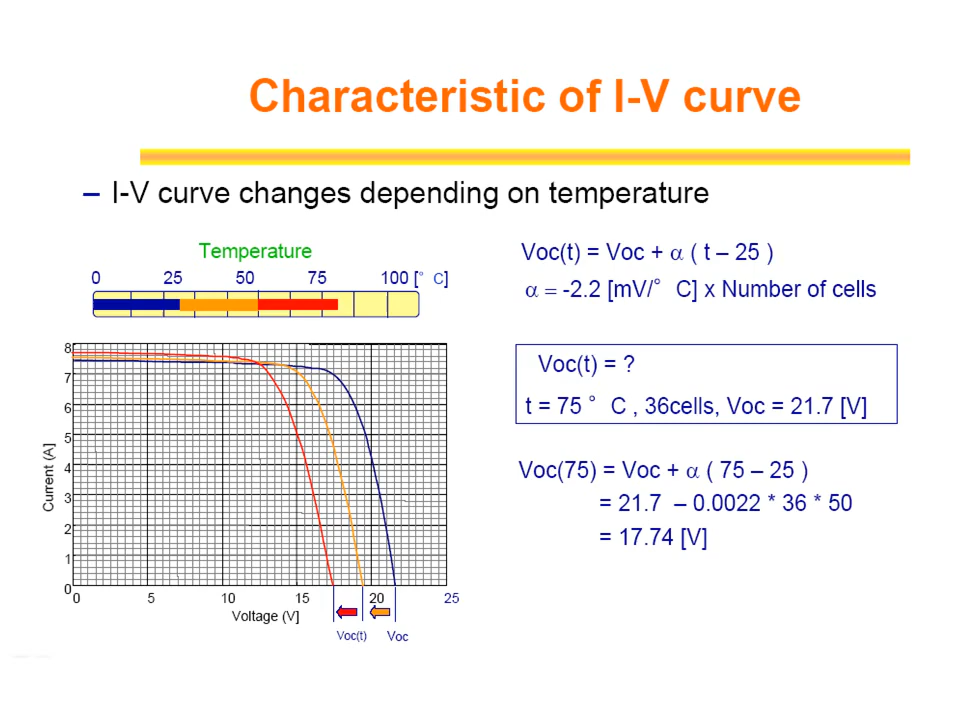 Characteristic of I-V curve
– I-V curve changes depending on temperature
Temperature
0 25 50 75 100 [° C]
8
7
6
5
4
3
2
1
0
Current (A]
0 5 10 15 20 25
Voltage (V]
Voc(t) Voc
Voc(t) = Voc + α ( t – 25 )
α = -2.2 [mV/° C] x Number of cells
Voc(t) = ?
t = 75 ° C , 36cells, Voc = 21.7 [V]
Voc(75) = Voc + α ( 75 – 25 )
= 21.7 – 0.0022 * 36 * 50
= 17.74 [V]